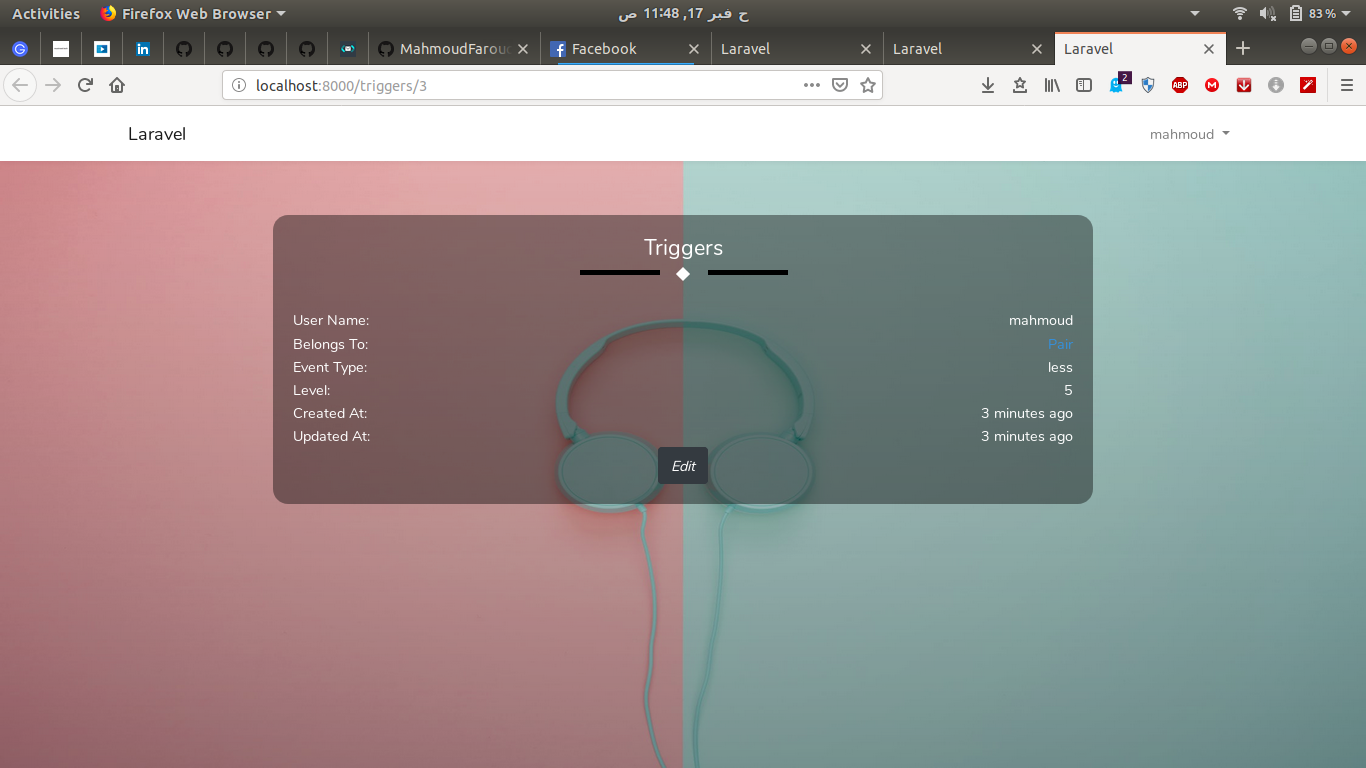 Activities Firefox Web Browser ح فبر 17, 11:48 ص 83 %
MahmoudFarou Facebook Laravel Laravel Laravel
localhost:8000/triggers/3 2 ABP
Laravel mahmoud
Triggers
User Name: mahmoud
Belongs To: Pair
Event Type: less
Level: 5
Created At: 3 minutes ago
Updated At: 3 minutes ago
Edit